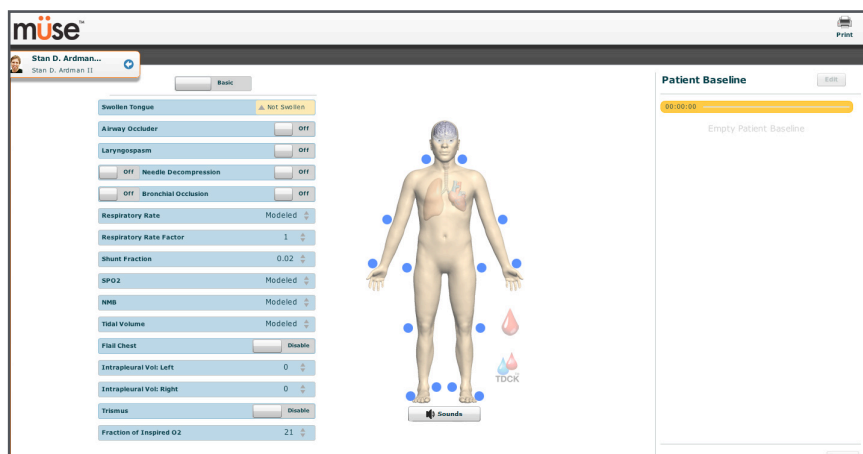 müse™
Print
Stan D. Ardman...
Stan D. Ardman II
Basic
Patient Baseline
Edit
Swollen Tongue Not Swollen
00:00:00
Empty Patient Baseline
Airway Occluder Off
Laryngospasm Off
Off Needle Decompression Off
Off Bronchial Occlusion Off
Respiratory Rate Modeled
Respiratory Rate Factor 1
Shunt Fraction 0.02
SPO2 Modeled
NMB Modeled
Tidal Volume Modeled
Flail Chest Disable
Intrapleural Vol: Left 0
Intrapleural Vol: Right 0
Trismus Disable
Fraction of Inspired O2 21
TDCK
Sounds